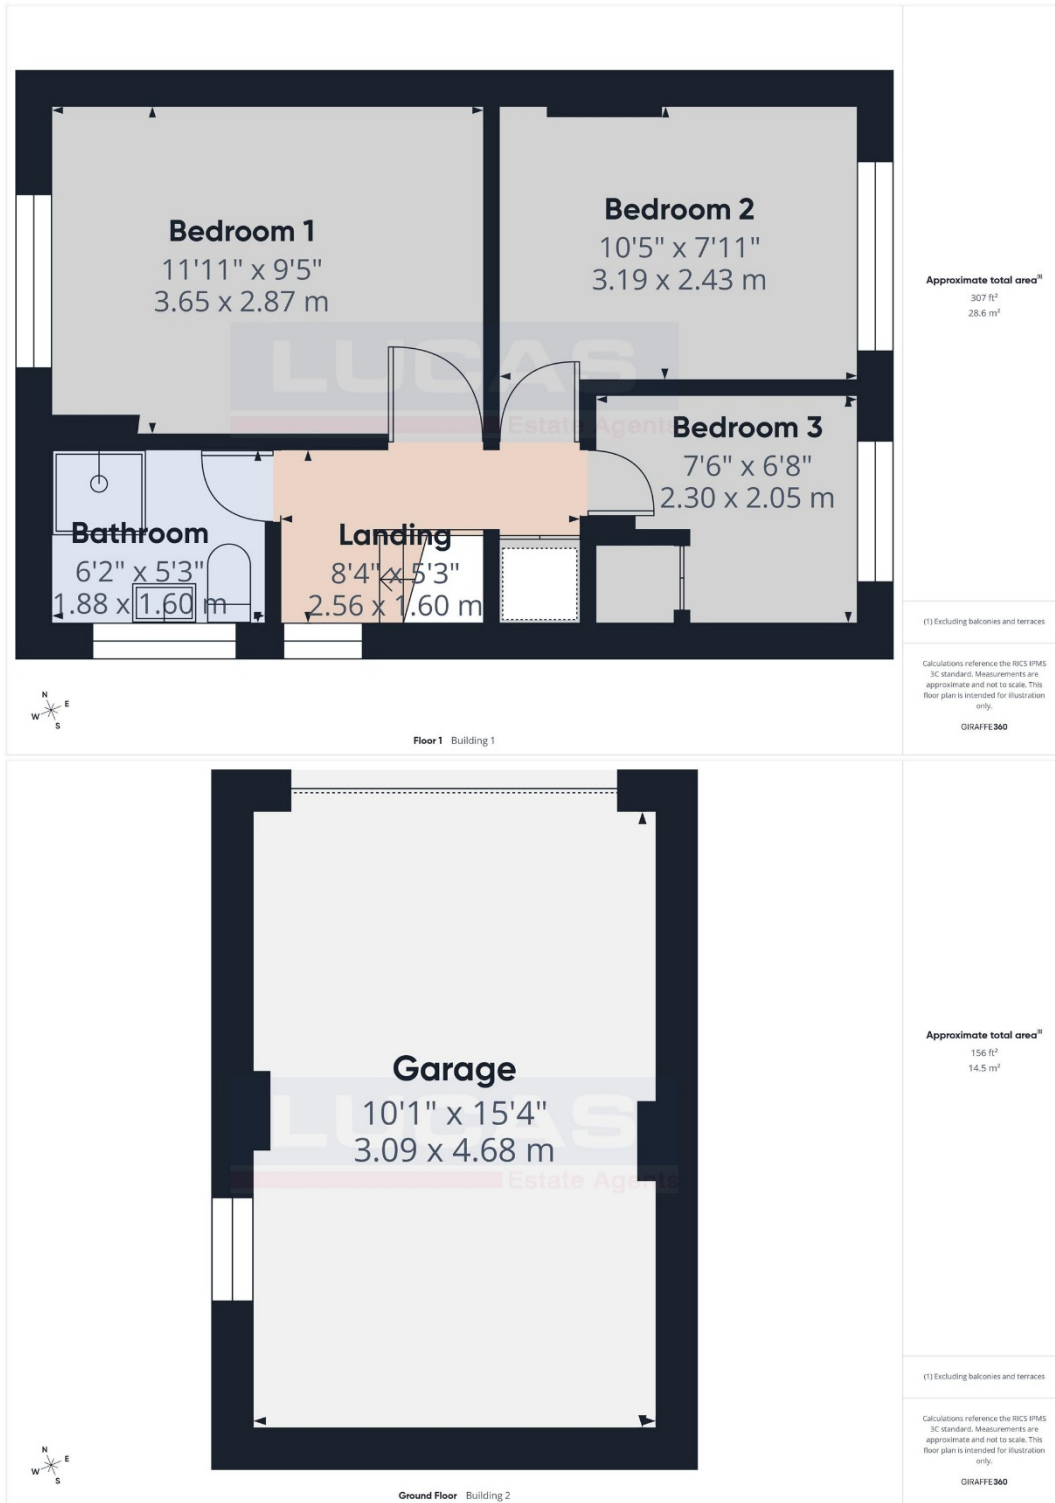 Bedroom 1
11'11" x 9'5"
3.65 x 2.87 m
Bedroom 2
10'5" x 7'11"
3.19 x 2.43 m
LUCAS
Estate Agents
Bedroom 3
7'6" x 6'8"
2.30 x 2.05 m
Bathroom
6'2" x 5'3"
1.88 x 1.60 m
Landing
8'4" x 5'3"
2.56 x 1.60 m
N
W E
S
Floor 1 Building 1
Approximate total area(1)
307 ft²
28.6 m²
(1) Excluding balconies and terraces
Calculations reference the RICS IPMS
3C standard. Measurements are
approximate and not to scale. This
floor plan is intended for illustration
only.
GIRAFFE360
Garage
10'1" x 15'4"
3.09 x 4.68 m
LUCAS
Estate Agents
N
W E
S
Ground Floor Building 2
Approximate total area(1)
156 ft²
14.5 m²
(1) Excluding balconies and terraces
Calculations reference the RICS IPMS
3C standard. Measurements are
approximate and not to scale. This
floor plan is intended for illustration
only.
GIRAFFE360